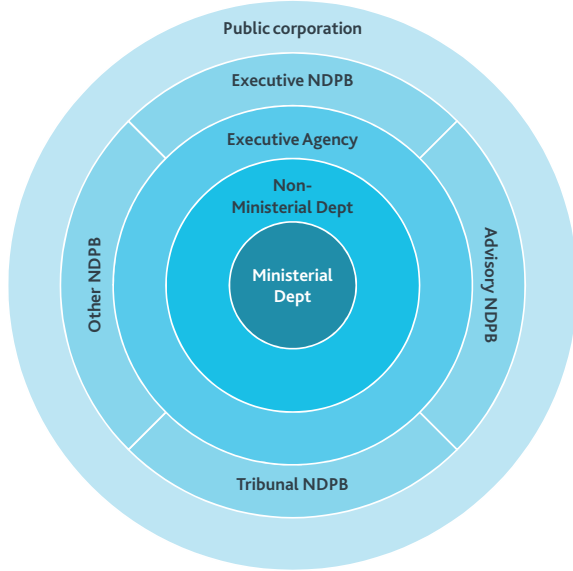 Public corporation
Executive NDPB
Executive Agency
Non-
Ministerial Dept
Ministerial
Dept
Other NDPB
Advisory NDPB
Tribunal NDPB